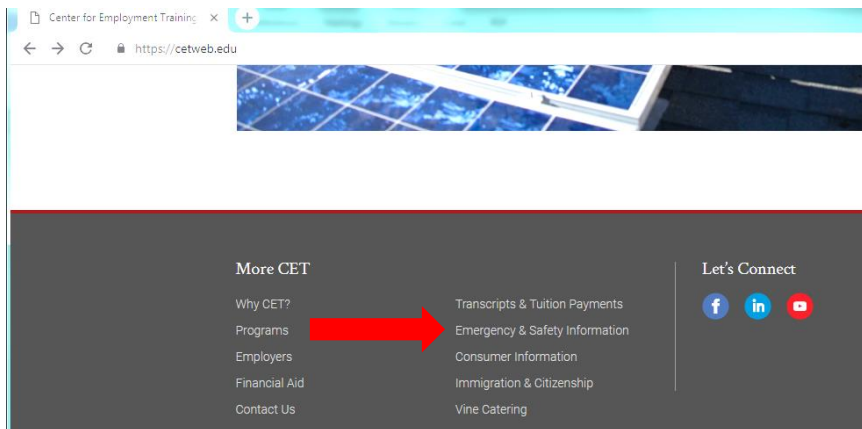 Center for Employment Training
https://cetweb.edu
More CET
Why CET?
Programs
Employers
Financial Aid
Contact Us
Transcripts & Tuition Payments
Emergency & Safety Information
Consumer Information
Immigration & Citizenship
Vine Catering
Let's Connect
f
in